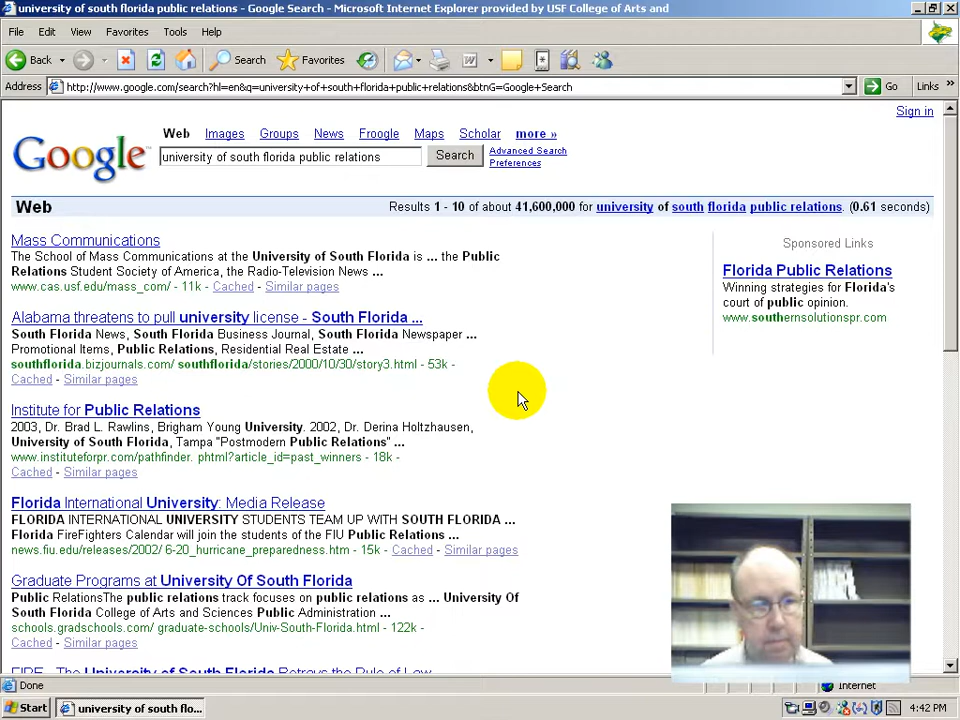 university of south florida public relations - Google Search - Microsoft Internet Explorer provided by USF College of Arts and
File Edit View Favorites Tools Help
Back Search Favorites
Address http://www.google.com/search?hl=en&q=university+of+south+florida+public+relations&btnG=Google+Search Go Links »
Sign in
Web Images Groups News Froogle Maps Scholar more »
Google university of south florida public relations Search Advanced Search
Preferences
Web Results 1 - 10 of about 41,600,000 for university of south florida public relations. (0.61 seconds)
Mass Communications
The School of Mass Communications at the University of South Florida is ... the Public
Relations Student Society of America, the Radio-Television News ...
www.cas.usf.edu/mass_com/ - 11k - Cached - Similar pages
Alabama threatens to pull university license - South Florida ...
South Florida News, South Florida Business Journal, South Florida Newspaper ...
Promotional Items, Public Relations, Residential Real Estate ...
southflorida.bizjournals.com/ southflorida/stories/2000/10/30/story3.html - 53k -
Cached - Similar pages
Institute for Public Relations
2003, Dr. Brad L. Rawlins, Brigham Young University. 2002, Dr. Derina Holtzhausen,
University of South Florida, Tampa "Postmodern Public Relations" ...
www.instituteforpr.com/pathfinder. phtml?article_id=past_winners - 18k -
Cached - Similar pages
Florida International University: Media Release
FLORIDA INTERNATIONAL UNIVERSITY STUDENTS TEAM UP WITH SOUTH FLORIDA ...
Florida FireFighters Calendar will join the students of the FIU Public Relations ...
news.fiu.edu/releases/2002/ 6-20_hurricane_preparedness.htm - 15k - Cached - Similar pages
Graduate Programs at University Of South Florida
Public RelationsThe public relations track focuses on public relations as ... University Of
South Florida College of Arts and Sciences Public Administration ...
schools.gradschools.com/ graduate-schools/Univ-South-Florida.html - 122k -
Cached - Similar pages
FIRE - The University of South Florida Betrays the Rule of Law
Sponsored Links
Florida Public Relations
Winning strategies for Florida's
court of public opinion.
www.southernsolutionspr.com
Done Internet
Start university of south flo... 4:42 PM